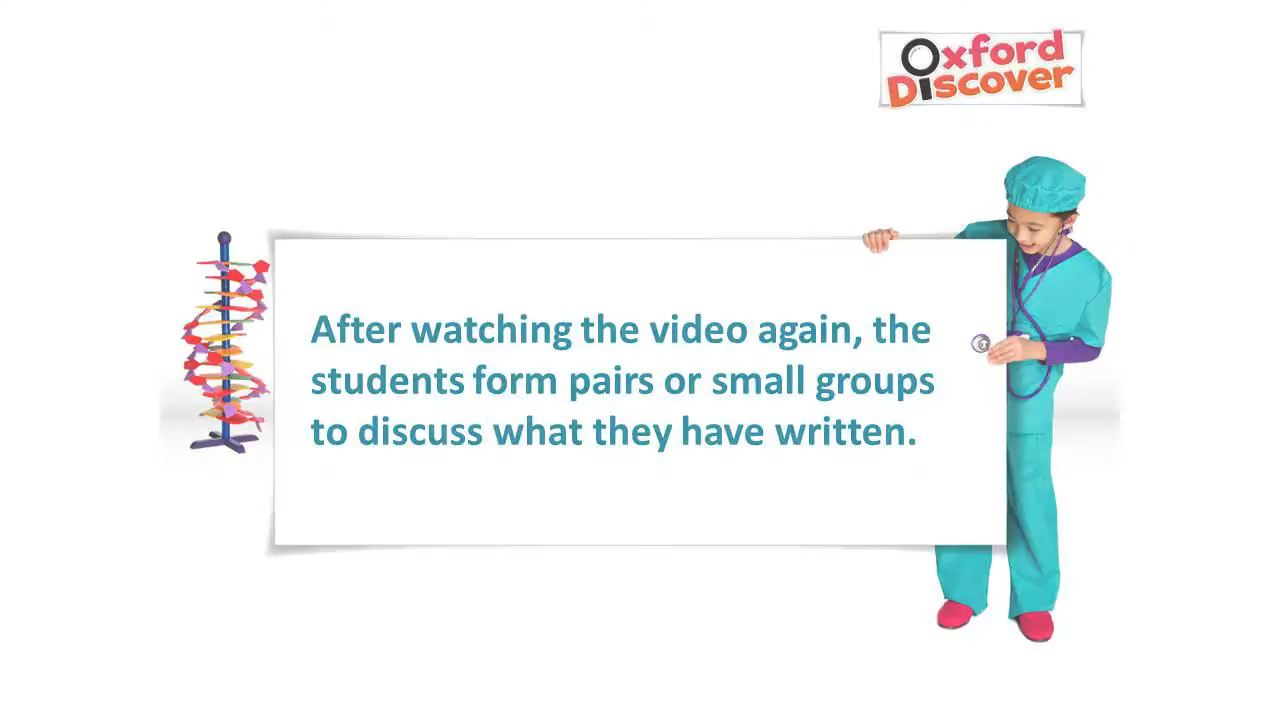 Oxford
Discover
After watching the video again, the
students form pairs or small groups
to discuss what they have written.